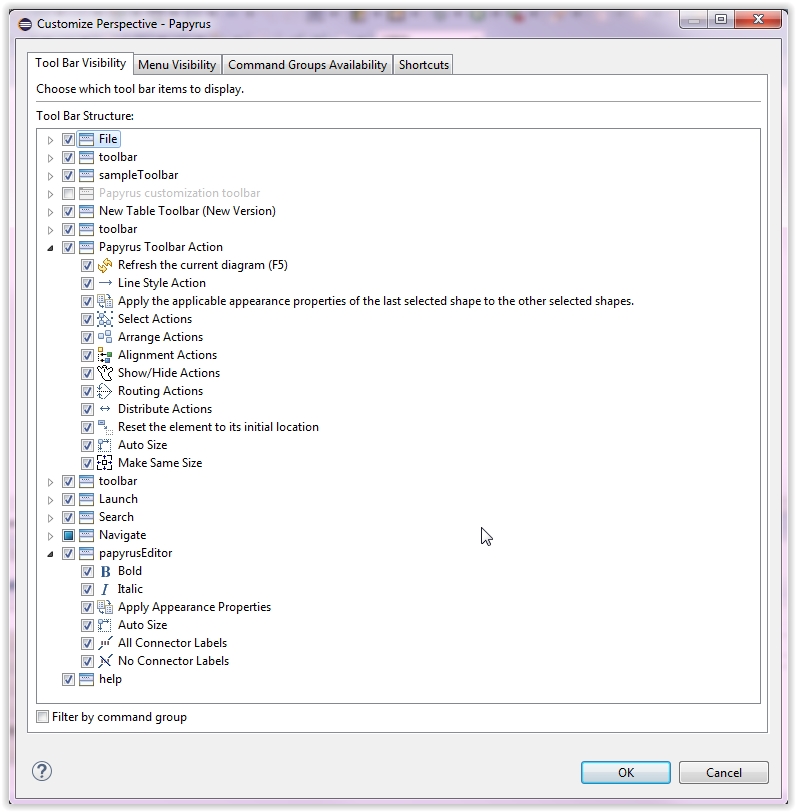 Customize Perspective - Papyrus
Tool Bar Visibility Menu Visibility Command Groups Availability Shortcuts
Choose which tool bar items to display.
Tool Bar Structure:
File
toolbar
sampleToolbar
Papyrus customization toolbar
New Table Toolbar (New Version)
toolbar
Papyrus Toolbar Action
Refresh the current diagram (F5)
Line Style Action
Apply the applicable appearance properties of the last selected shape to the other selected shapes.
Select Actions
Arrange Actions
Alignment Actions
Show/Hide Actions
Routing Actions
Distribute Actions
Reset the element to its initial location
Auto Size
Make Same Size
toolbar
Launch
Search
Navigate
papyrusEditor
B Bold
I Italic
Apply Appearance Properties
Auto Size
All Connector Labels
No Connector Labels
help
Filter by command group
? OK Cancel